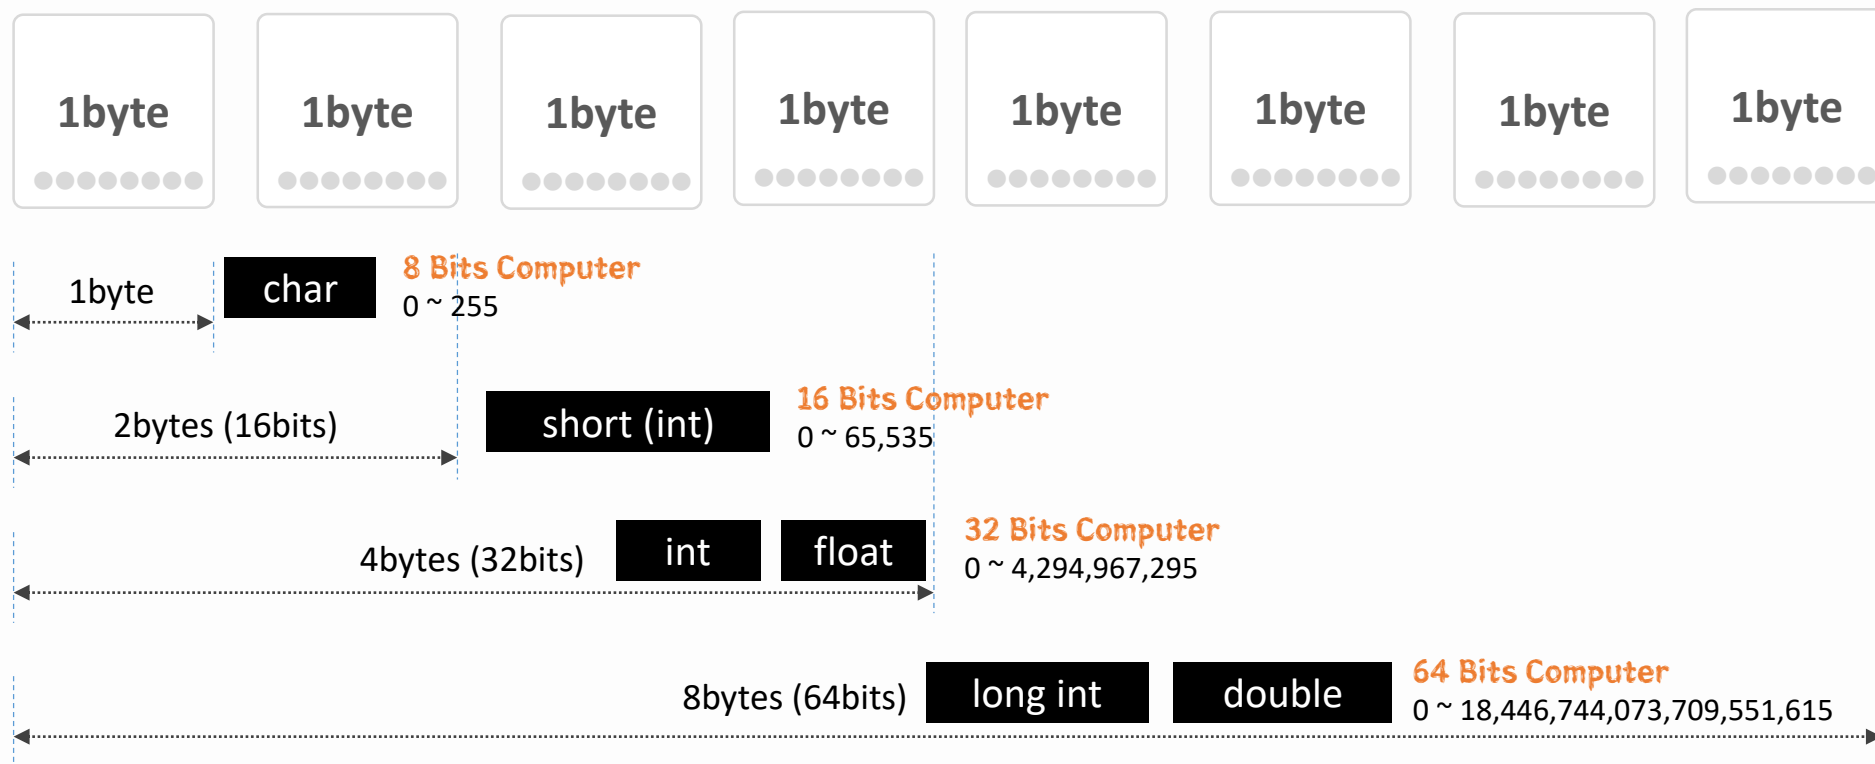 1byte 1byte 1byte 1byte 1byte 1byte 1byte 1byte
1byte
char
8 Bits Computer
0 ~ 255
2bytes (16bits)
short (int)
16 Bits Computer
0 ~ 65,535
4bytes (32bits)
int
float
32 Bits Computer
0 ~ 4,294,967,295
8bytes (64bits)
long int
double
64 Bits Computer
0 ~ 18,446,744,073,709,551,615